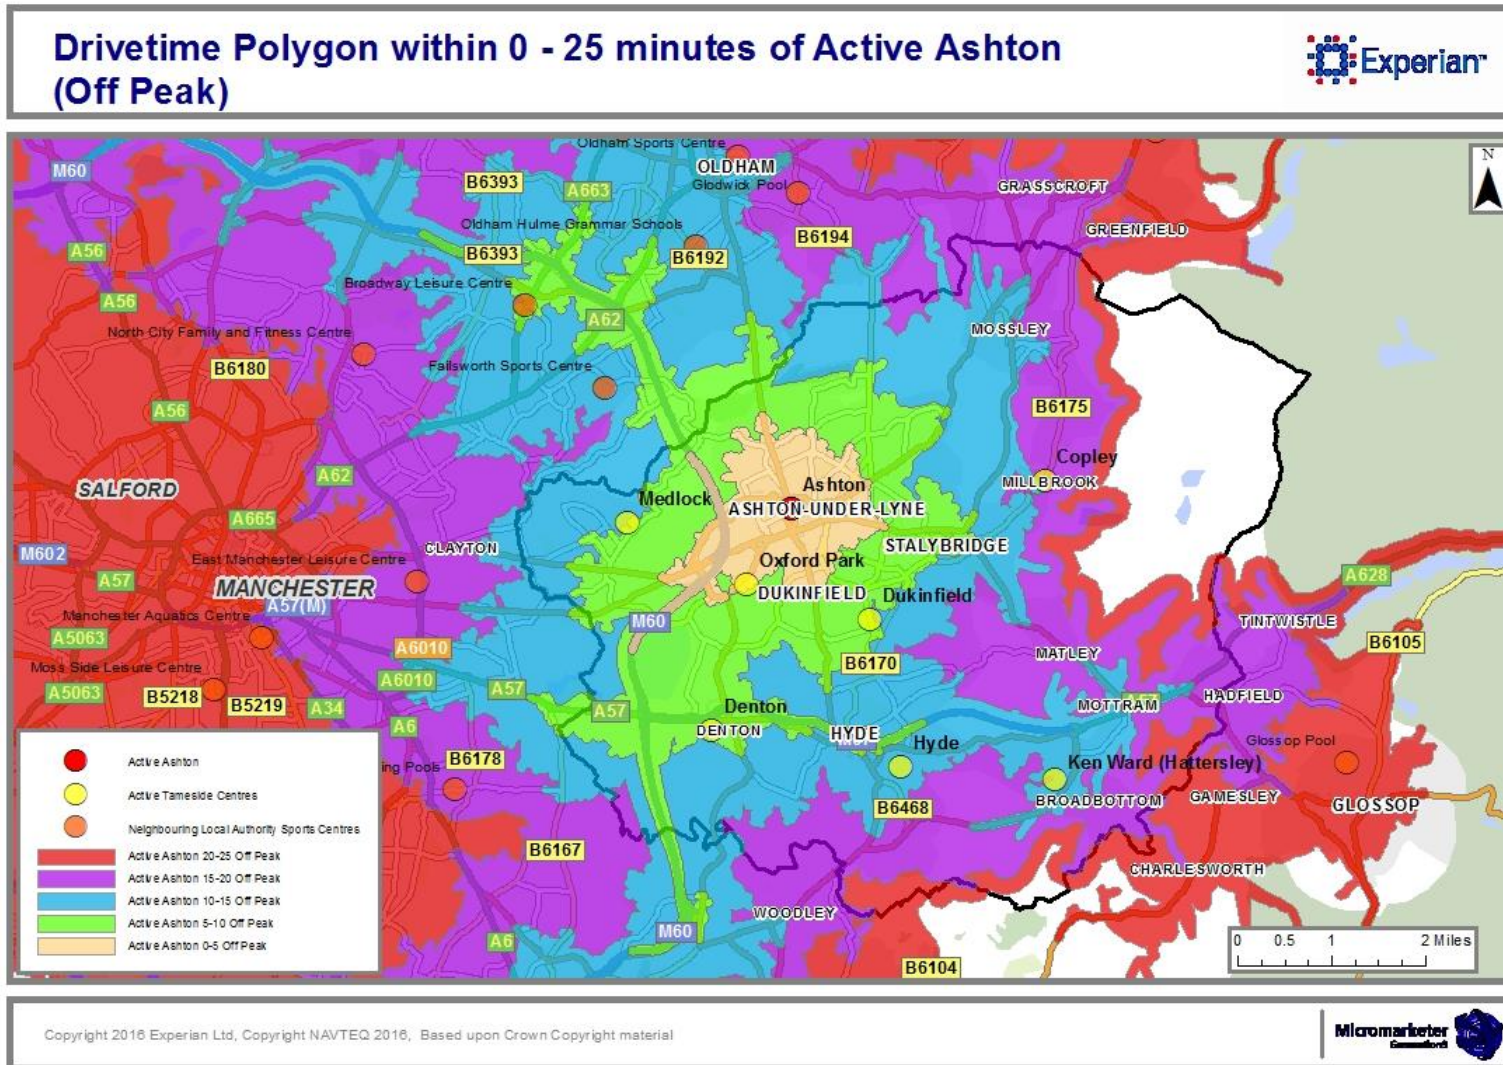 Drivetime Polygon within 0 - 25 minutes of Active Ashton
(Off Peak)
Experian™
Oldham Sports Centre
N
M60
OLDHAM
B6393
A663
Glodwick Pool
GRASSCROFT
Oldham Hulme Grammar Schools
GREENFIELD
A56
B6393
B6192
B6194
Broadway Leisure Centre
A56
A62
MOSSLEY
North City Family and Fitness Centre
B6180
Failsworth Sports Centre
A56
B6175
Copley
A62
MILLBROOK
SALFORD
Medlock
Ashton
ASHTON-UNDER-LYNE
A665
STALYBRIDGE
M602
CLAYTON
East Manchester Leisure Centre
Oxford Park
A57
MANCHESTER
DUKINFIELD
Dukinfield
A628
A57(M)
Manchester Aquatics Centre
M60
TINTWISTLE
A5063
A6010
B6105
Moss Side Leisure Centre
B6170
MATLEY
A5063
B5218
B5219
A6010
A57
HADFIELD
A34
A57
Denton
MOTTRAM
A57
A6
DENTON
HYDE
Hyde
Glossop Pool
ing Pools
B6178
Ken Ward (Hattersley)
BROADBOTTOM
GAMESLEY
GLOSSOP
B6468
B6167
CHARLESWORTH
WOODLEY
A6
M60
B6104
Active Ashton
Active Tameside Centres
Neighbouring Local Authority Sports Centres
Active Ashton 20-25 Off Peak
Active Ashton 15-20 Off Peak
Active Ashton 10-15 Off Peak
Active Ashton 5-10 Off Peak
Active Ashton 0-5 Off Peak
0 0.5 1 2 Miles
Copyright 2016 Experian Ltd, Copyright NAVTEQ 2016, Based upon Crown Copyright material
Micromarketer